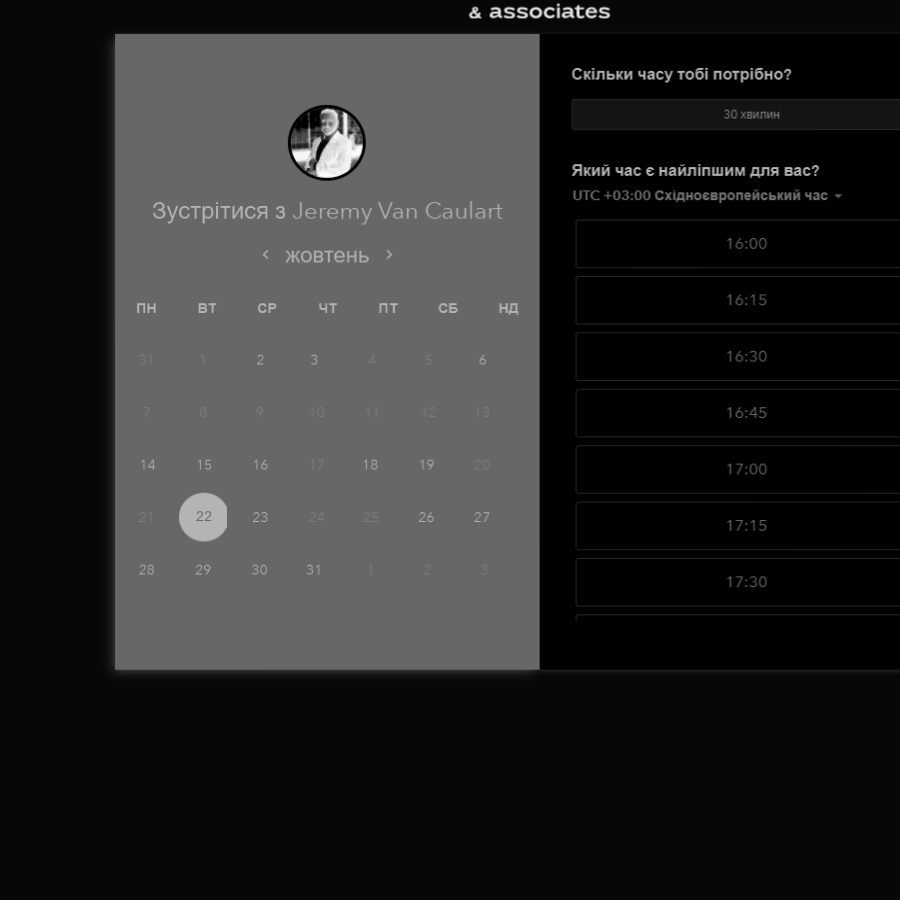 & associates
Зустрітися з Jeremy Van Caulart
жовтень
ПН ВТ СР ЧТ ПТ СБ НД
31 1 2 3 4 5 6
7 8 9 10 11 12 13
14 15 16 17 18 19 20
21 22 23 24 25 26 27
28 29 30 31 1 2 3
Скільки часу тобі потрібно?
30 хвилин
Який час є найліпшим для вас?
UTC +03:00 Східноєвропейський час
16:00
16:15
16:30
16:45
17:00
17:15
17:30